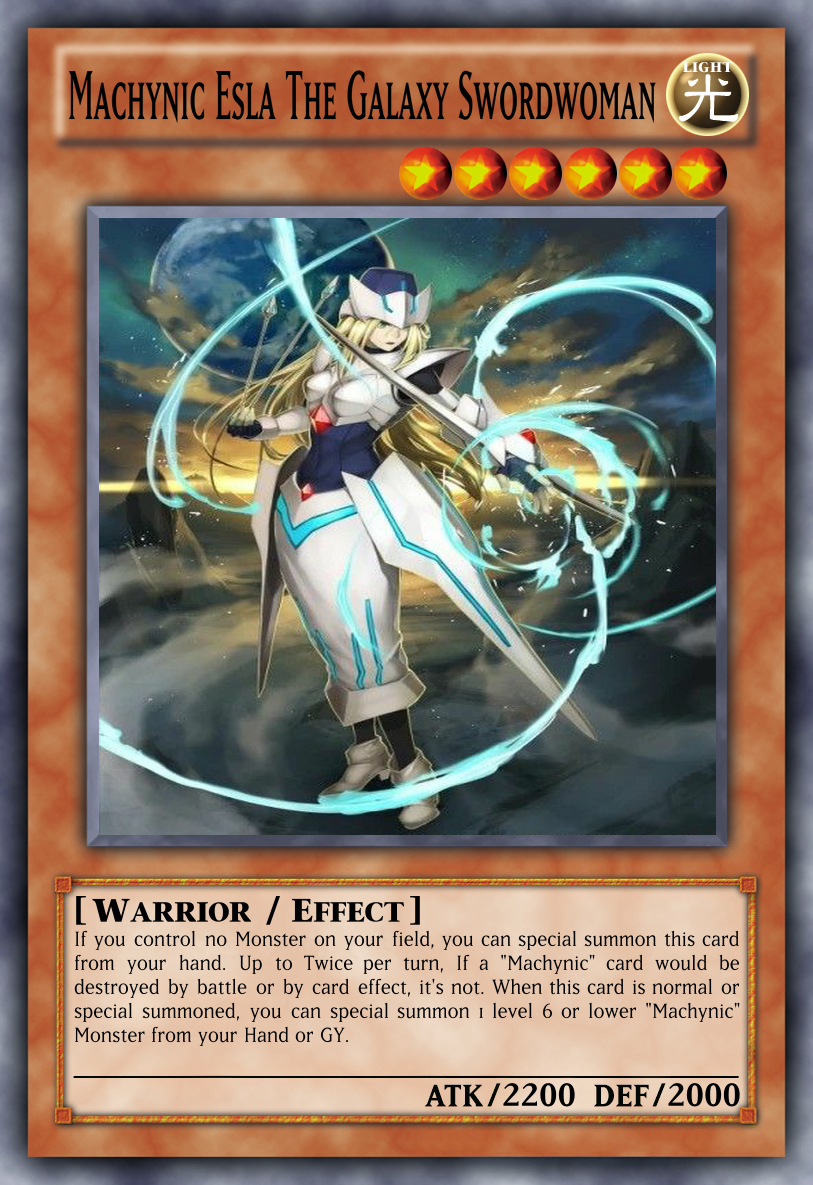 Machynic Esla The Galaxy Swordwoman
LIGHT
光
[ Warrior / Effect ]
If you control no Monster on your field, you can special summon this card
from your hand. Up to Twice per turn, If a "Machynic" card would be
destroyed by battle or by card effect, it's not. When this card is normal or
special summoned, you can special summon 1 level 6 or lower "Machynic"
Monster from your Hand or GY.
ATK/2200 DEF/2000